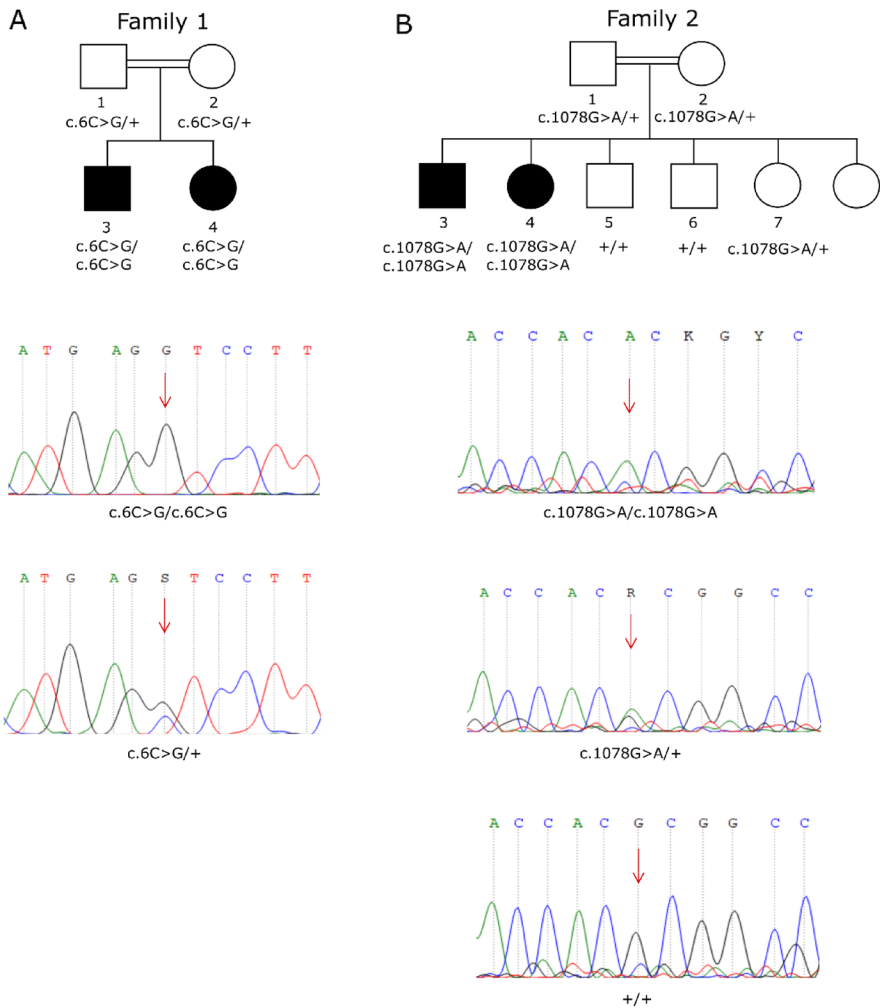 A
Family 1
1
2
c.6C>G/+
c.6C>G/+
3
4
c.6C>G/
c.6C>G
c.6C>G/
c.6C>G
A T G A G G T C C T T
c.6C>G/c.6C>G
A T G A G S T C C T T
c.6C>G/+
B
Family 2
1
2
c.1078G>A/+
c.1078G>A/+
3
4
5
6
7
c.1078G>A/
c.1078G>A
c.1078G>A/
c.1078G>A
+/+
+/+
c.1078G>A/+
A C C A C A C K G Y C
c.1078G>A/c.1078G>A
A C C A C R C G G C C
c.1078G>A/+
A C C A C G C G G C C
+/+